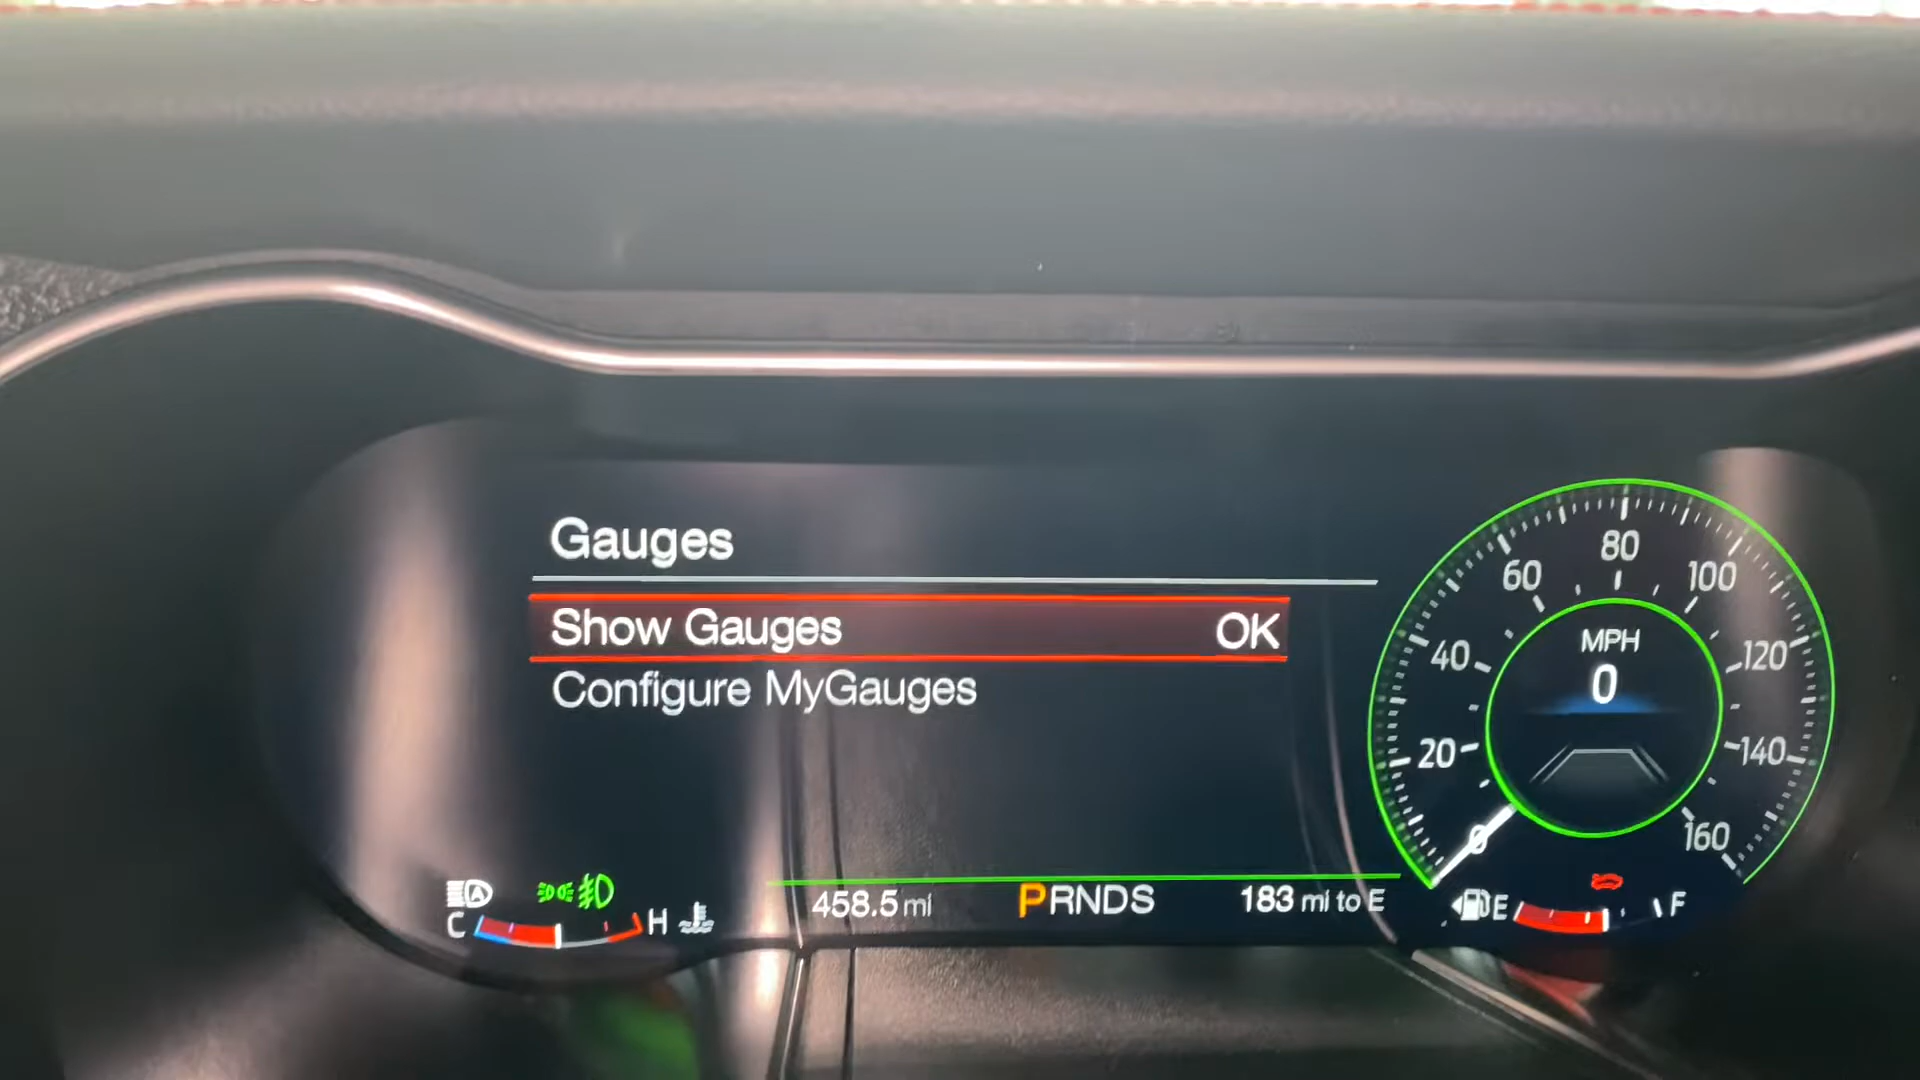 Gauges
Show Gauges OK
Configure MyGauges
0 20 40 60 80 100 120 140 160
MPH
0
A
C H
458.5 mi PRNDS 183 mi to E
E F